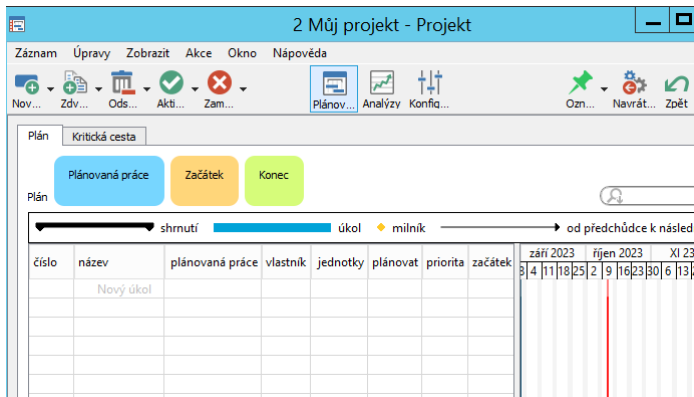 2 Můj projekt - Projekt
Záznam Úpravy Zobrazit Akce Okno Nápověda
Nov... Zdv... Ods... Akti... Zam... Plánov... Analýzy Konfig... Ozn... Navrát... Zpět
Plán Kritická cesta
Plánovaná práce Začátek Konec
Plán
shrnutí úkol milník od předchůdce k násled
číslo název plánovaná práce vlastník jednotky plánovat priorita začátek
září 2023 říjen 2023 XI 23
4 11 18 25 2 9 16 23 30 6 13
Nový úkol